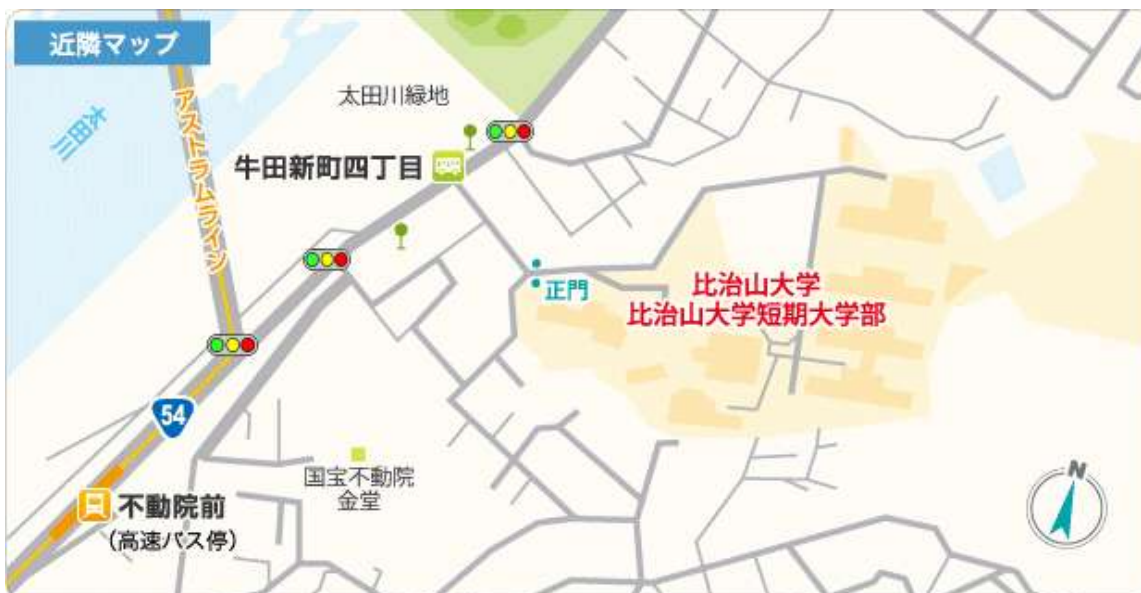 近隣マップ
太田川
アストラムライン
太田川緑地
牛田新町四丁目
正門
比治山大学
比治山大学短期大学部
54
国宝不動院
金堂
不動院前
（高速バス停）
N